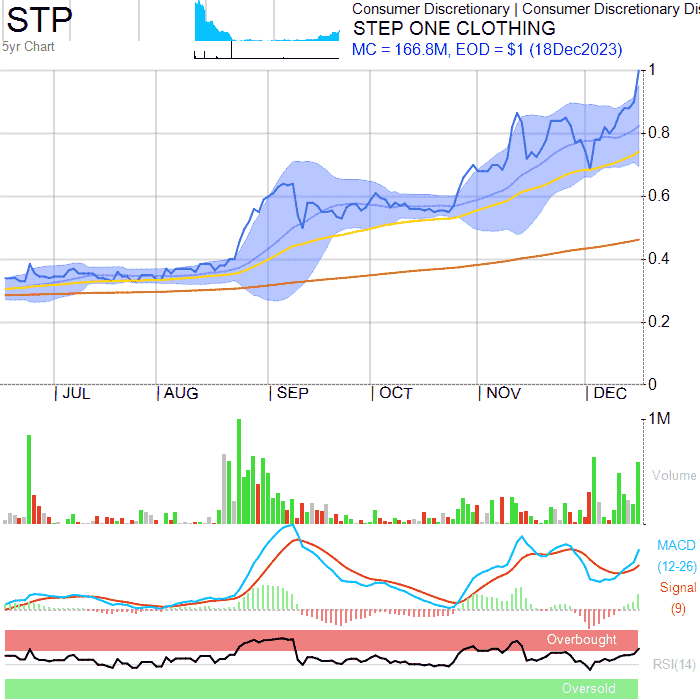 STP
5yr Chart
Consumer Discretionary | Consumer Discretionary Dis
STEP ONE CLOTHING
MC = 166.8M, EOD = $1 (18Dec2023)
1
0.8
0.6
0.4
0.2
0
JUL AUG SEP OCT NOV DEC
1M
Volume
MACD
(12-26)
Signal
(9)
Overbought
RSI(14)
Oversold